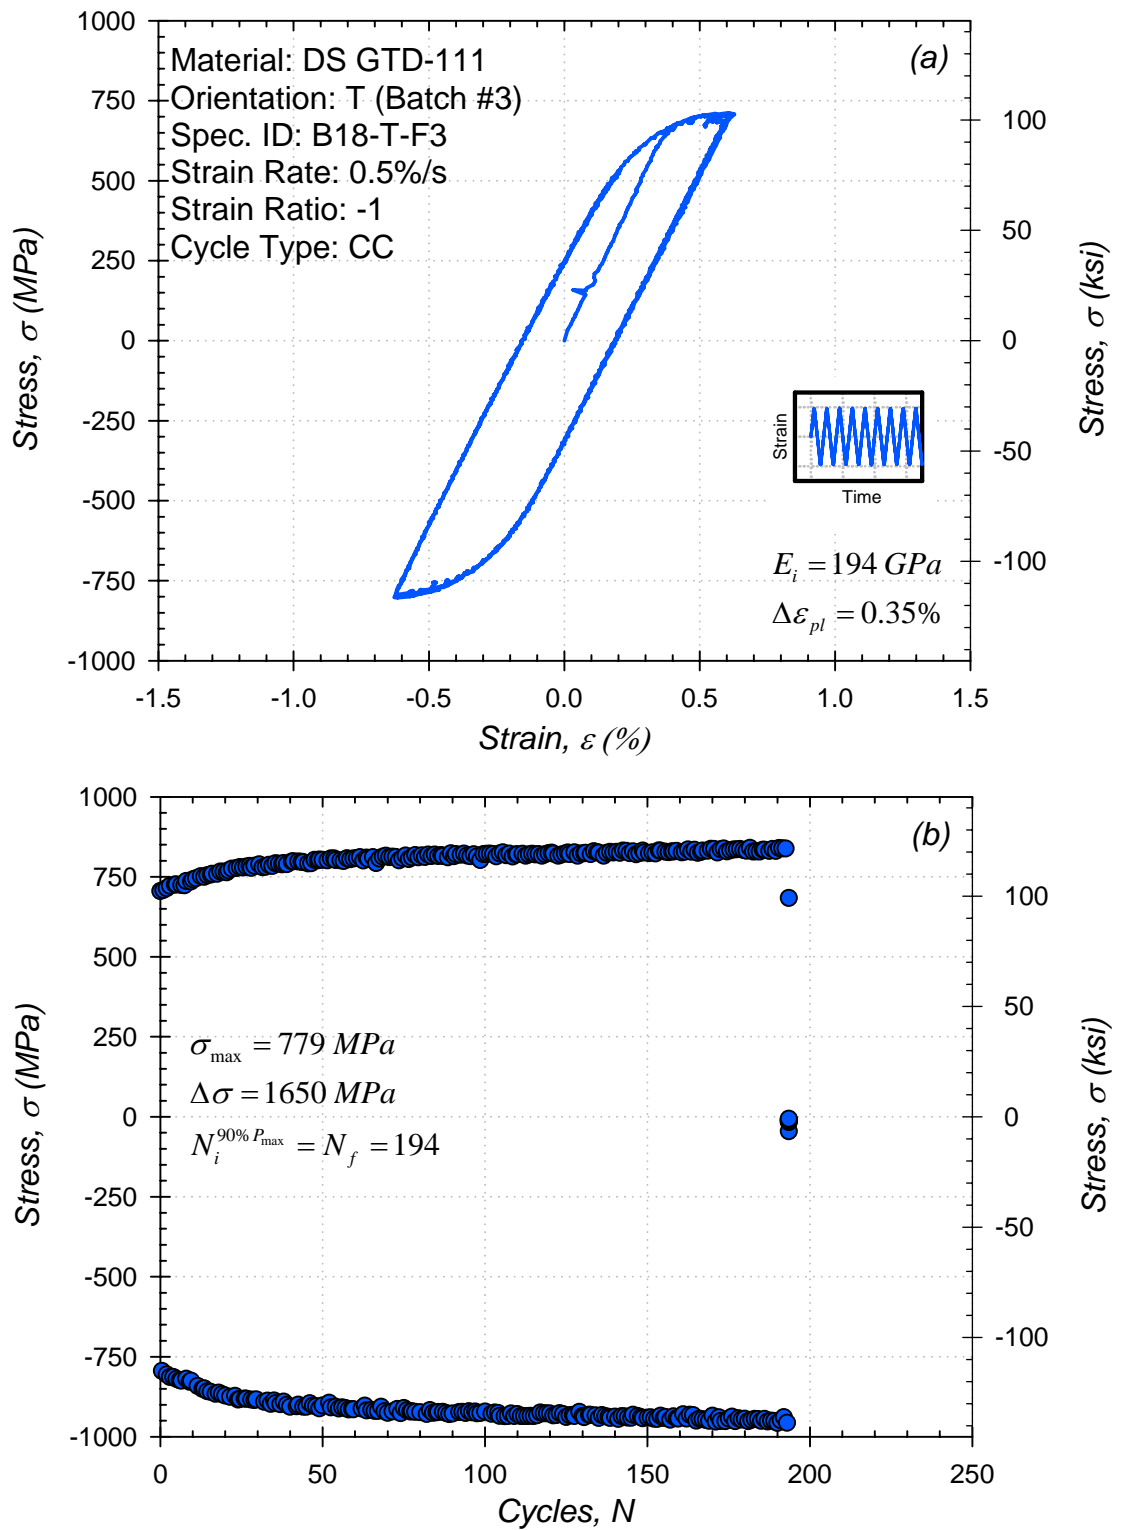 (a)
Material: DS GTD-111
Orientation: T (Batch #3)
Spec. ID: B18-T-F3
Strain Rate: 0.5%/s
Strain Ratio: -1
Cycle Type: CC
1000
750
500
250
0
-250
-500
-750
-1000
Stress, σ (MPa)
100
50
0
-50
-100
Stress, σ (ksi)
Strain
Time
E_i = 194 GPa
Δε_pl = 0.35%
-1.5 -1.0 -0.5 0.0 0.5 1.0 1.5
Strain, ε (%)
(b)
1000
750
500
250
0
-250
-500
-750
-1000
Stress, σ (MPa)
100
50
0
-50
-100
Stress, σ (ksi)
σ_max = 779 MPa
Δσ = 1650 MPa
N_i^{90% P_max} = N_f = 194
0 50 100 150 200 250
Cycles, N